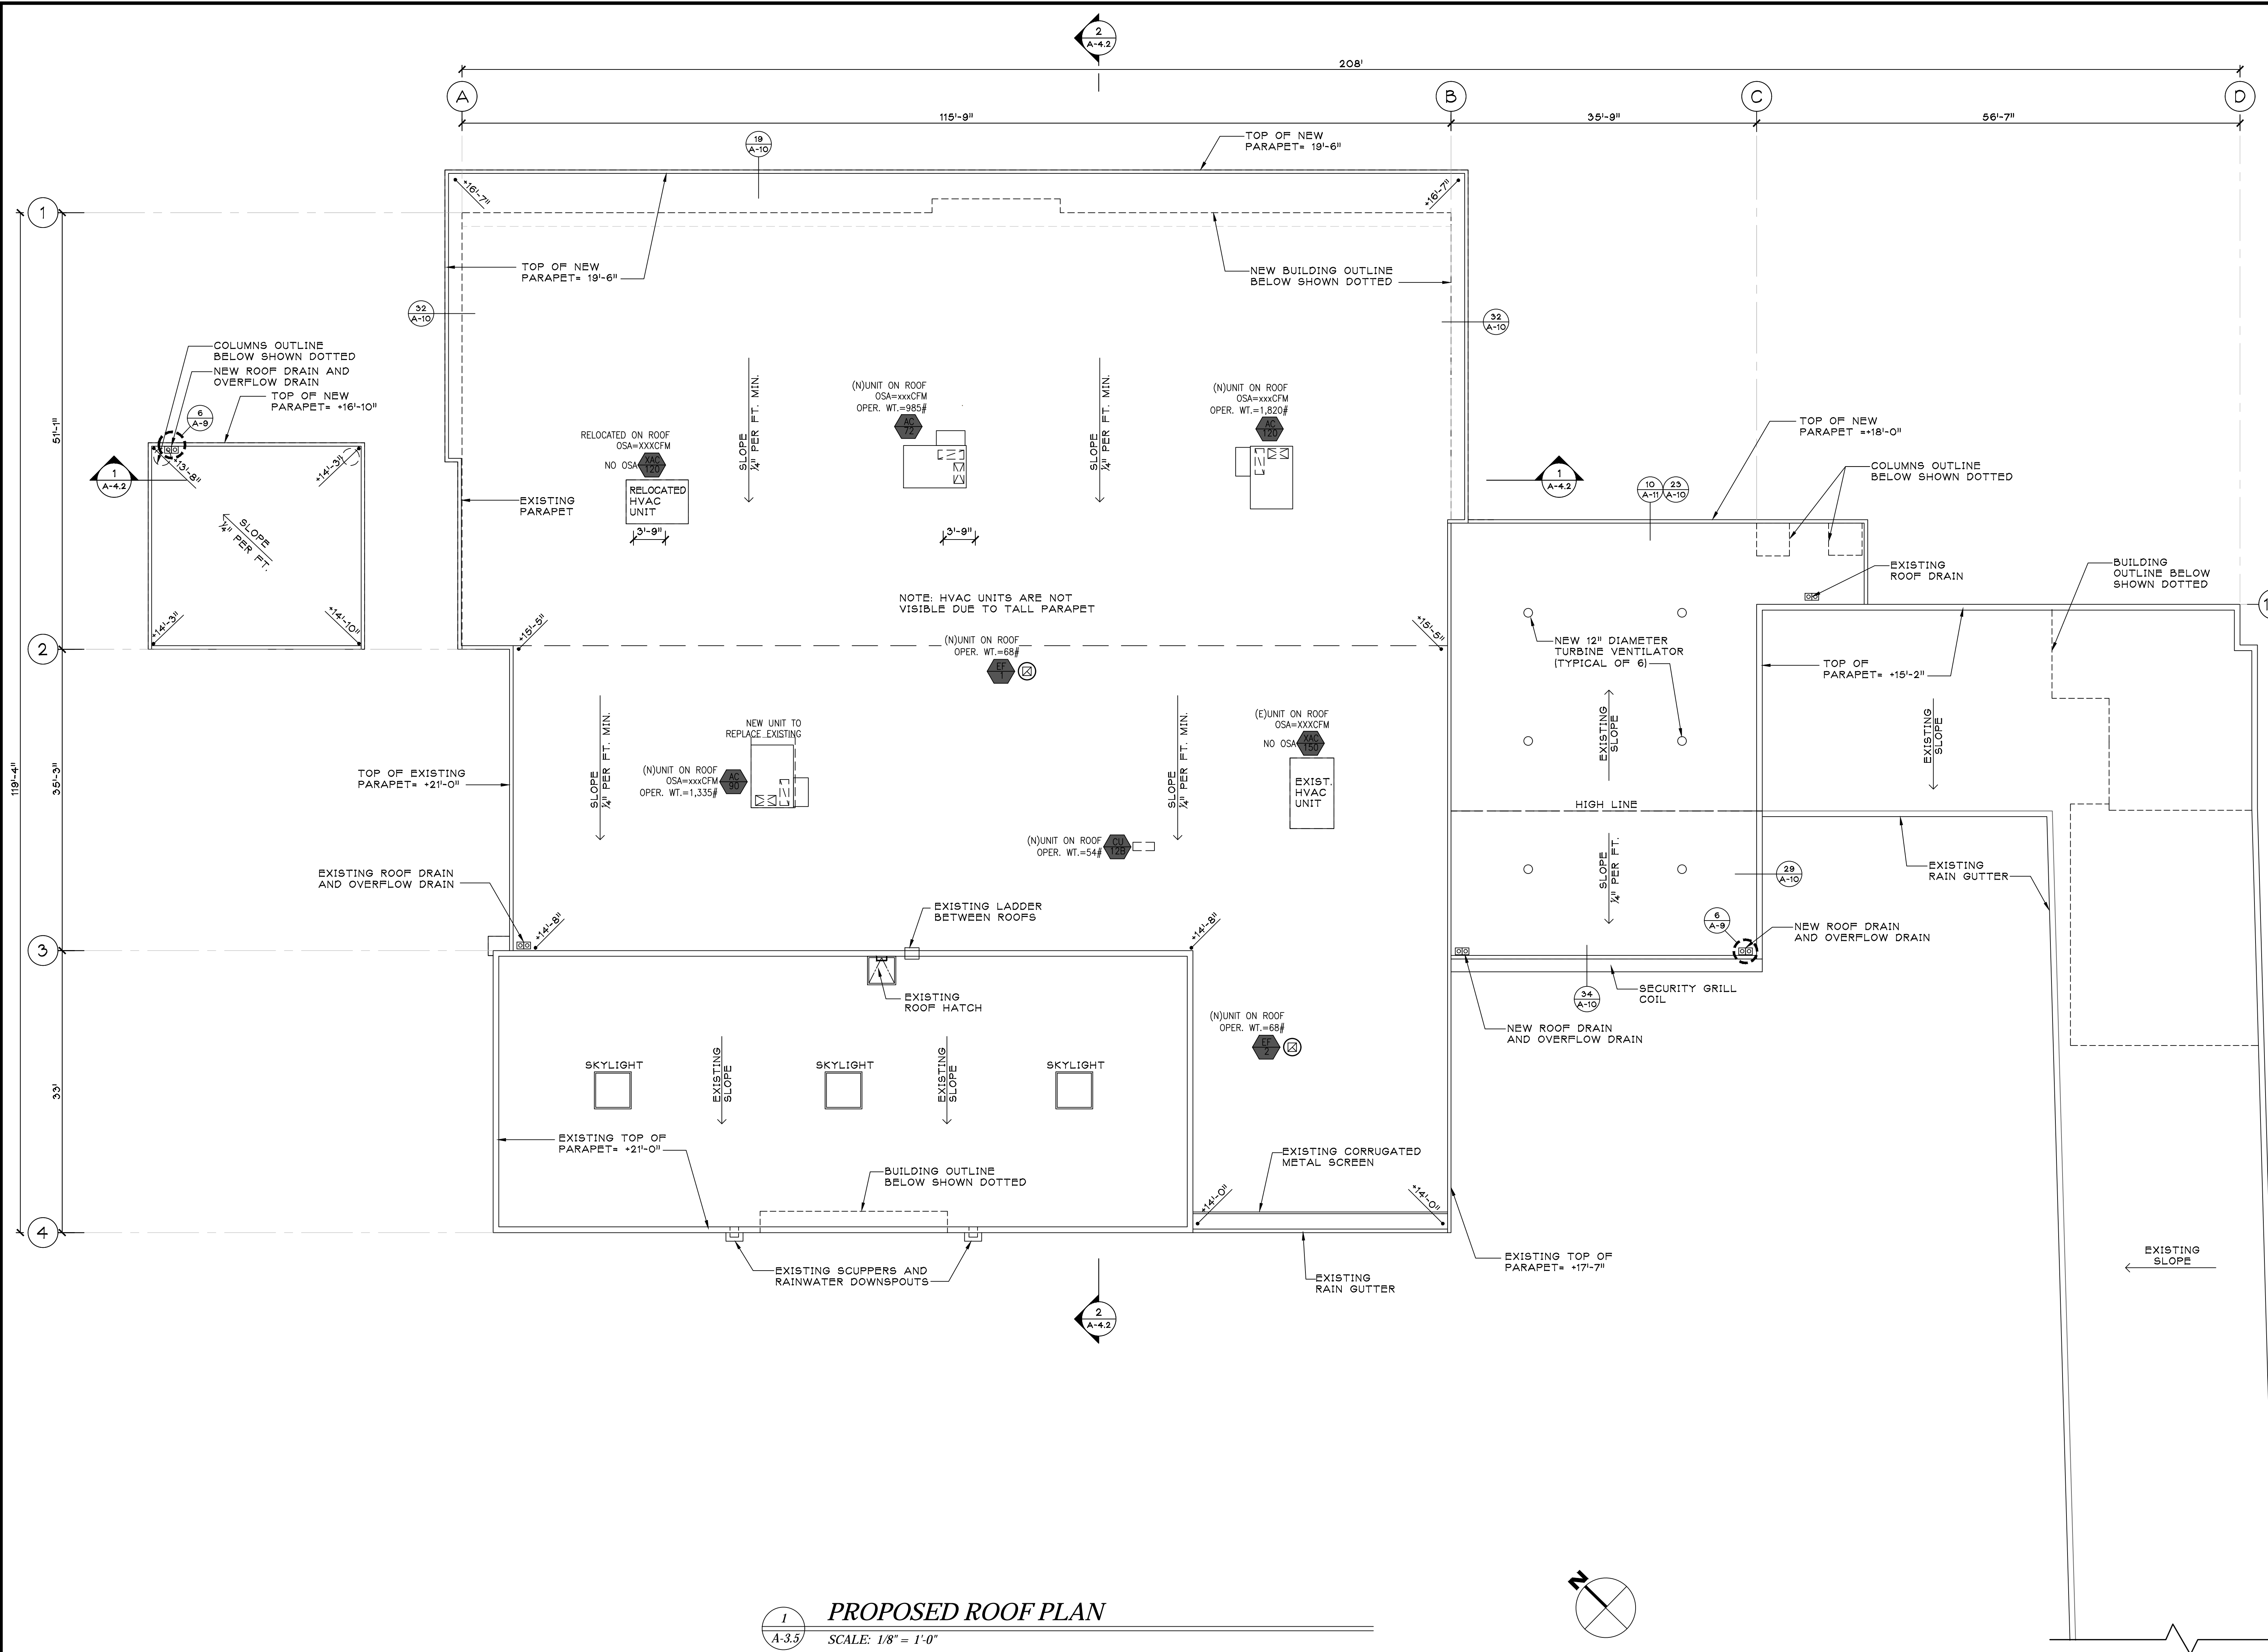 2
A-4.2
208'
A
B
C
D
115'-9"
35'-9"
56'-7"
19
A-10
TOP OF NEW
PARAPET= 19'-6"
+16'-7"
+16'-7"
1
TOP OF NEW
PARAPET= 19'-6"
NEW BUILDING OUTLINE
BELOW SHOWN DOTTED
32
A-10
32
A-10
COLUMNS OUTLINE
BELOW SHOWN DOTTED
NEW ROOF DRAIN AND
OVERFLOW DRAIN
TOP OF NEW
PARAPET= +16'-10"
6
A-9
1
A-4.2
+13'-8"
+14'-3"
SLOPE
¼" PER FT.
+14'-3"
+14'-10"
51'-1"
119'-4"
35'-3"
33'
SLOPE
¼" PER FT. MIN.
(N)UNIT ON ROOF
OSA=xxxCFM
OPER. WT.=985#
AC
72
SLOPE
¼" PER FT. MIN.
(N)UNIT ON ROOF
OSA=xxxCFM
OPER. WT.=1,820#
AC
120
RELOCATED ON ROOF
OSA=XXXCFM
NO OSA
XAC
120
RELOCATED
HVAC
UNIT
3'-9"
3'-9"
EXISTING
PARAPET
1
A-4.2
TOP OF NEW
PARAPET =+18'-0"
COLUMNS OUTLINE
BELOW SHOWN DOTTED
10
A-11
23
A-10
EXISTING
ROOF DRAIN
BUILDING
OUTLINE BELOW
SHOWN DOTTED
NOTE: HVAC UNITS ARE NOT
VISIBLE DUE TO TALL PARAPET
2
+15'-5"
+15'-5"
(N)UNIT ON ROOF
OPER. WT.=68#
EF
1
NEW 12" DIAMETER
TURBINE VENTILATOR
(TYPICAL OF 6)
TOP OF
PARAPET= +15'-2"
NEW UNIT TO
REPLACE EXISTING
(N)UNIT ON ROOF
OSA=xxxCFM
OPER. WT.=1,335#
AC
90
SLOPE
¼" PER FT. MIN.
SLOPE
¼" PER FT. MIN.
(E)UNIT ON ROOF
OSA=XXXCFM
NO OSA
XAC
150
EXIST.
HVAC
UNIT
EXISTING
SLOPE
EXISTING
SLOPE
TOP OF EXISTING
PARAPET= +21'-0"
HIGH LINE
SLOPE
¼" PER FT.
(N)UNIT ON ROOF
OPER. WT.=54#
CU
12B
EXISTING
RAIN GUTTER
29
A-10
EXISTING ROOF DRAIN
AND OVERFLOW DRAIN
EXISTING LADDER
BETWEEN ROOFS
+14'-8"
+14'-8"
6
A-9
NEW ROOF DRAIN
AND OVERFLOW DRAIN
3
EXISTING
ROOF HATCH
SECURITY GRILL
COIL
34
A-10
(N)UNIT ON ROOF
OPER. WT.=68#
EF
2
NEW ROOF DRAIN
AND OVERFLOW DRAIN
SKYLIGHT
SKYLIGHT
SKYLIGHT
EXISTING
SLOPE
EXISTING
SLOPE
EXISTING TOP OF
PARAPET= +21'-0"
BUILDING OUTLINE
BELOW SHOWN DOTTED
EXISTING CORRUGATED
METAL SCREEN
+14'-0"
+14'-0"
4
EXISTING SCUPPERS AND
RAINWATER DOWNSPOUTS
EXISTING
RAIN GUTTER
EXISTING TOP OF
PARAPET= +17'-7"
EXISTING
SLOPE
2
A-4.2
N
1
A-3.5
PROPOSED ROOF PLAN
SCALE: 1/8" = 1'-0"